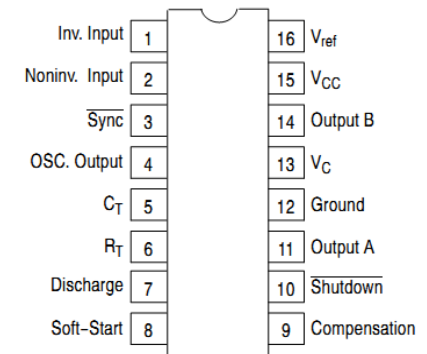 Inv. Input 1 16 Vref
Noninv. Input 2 15 VCC
Sync 3 14 Output B
OSC. Output 4 13 VC
CT 5 12 Ground
RT 6 11 Output A
Discharge 7 10 Shutdown
Soft-Start 8 9 Compensation